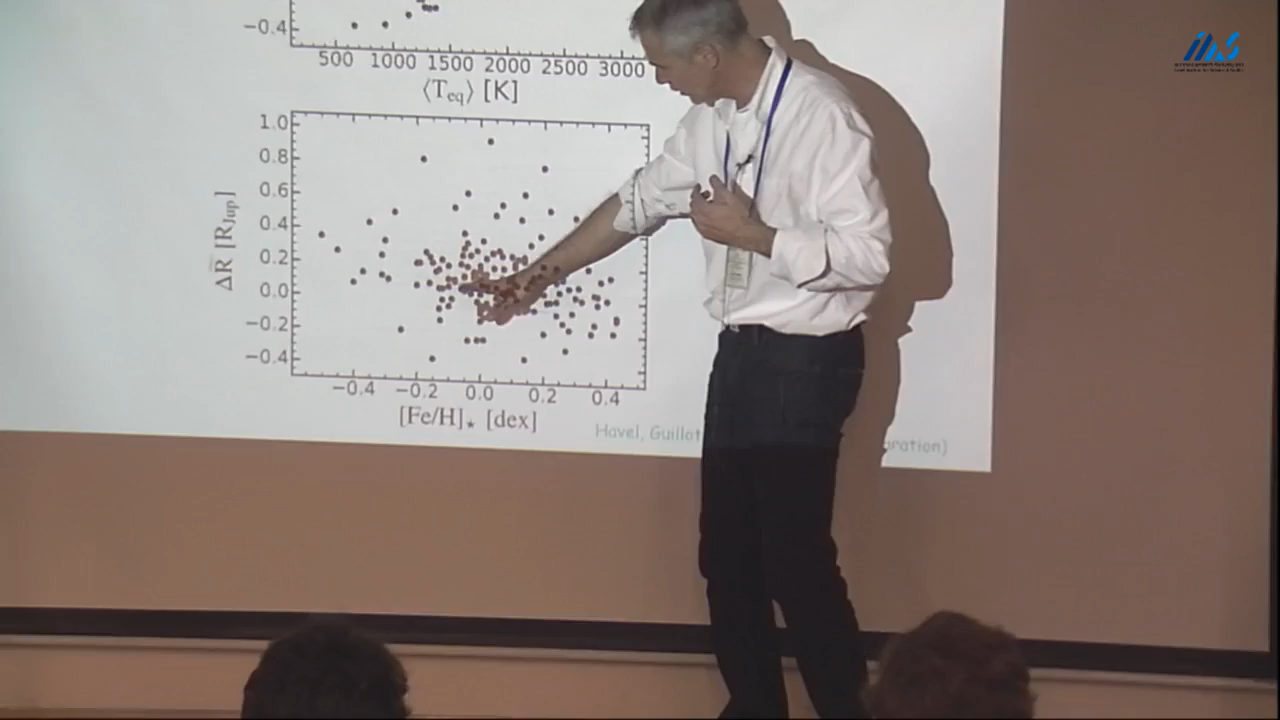 −0.4
500 1000 1500 2000 2500 3000
⟨Teq⟩ [K]
1.0
0.8
0.6
0.4
0.2
0.0
−0.2
−0.4
ΔR [RJup]
−0.4 −0.2 0.0 0.2 0.4
[Fe/H]⋆ [dex]
Havel, Guillot